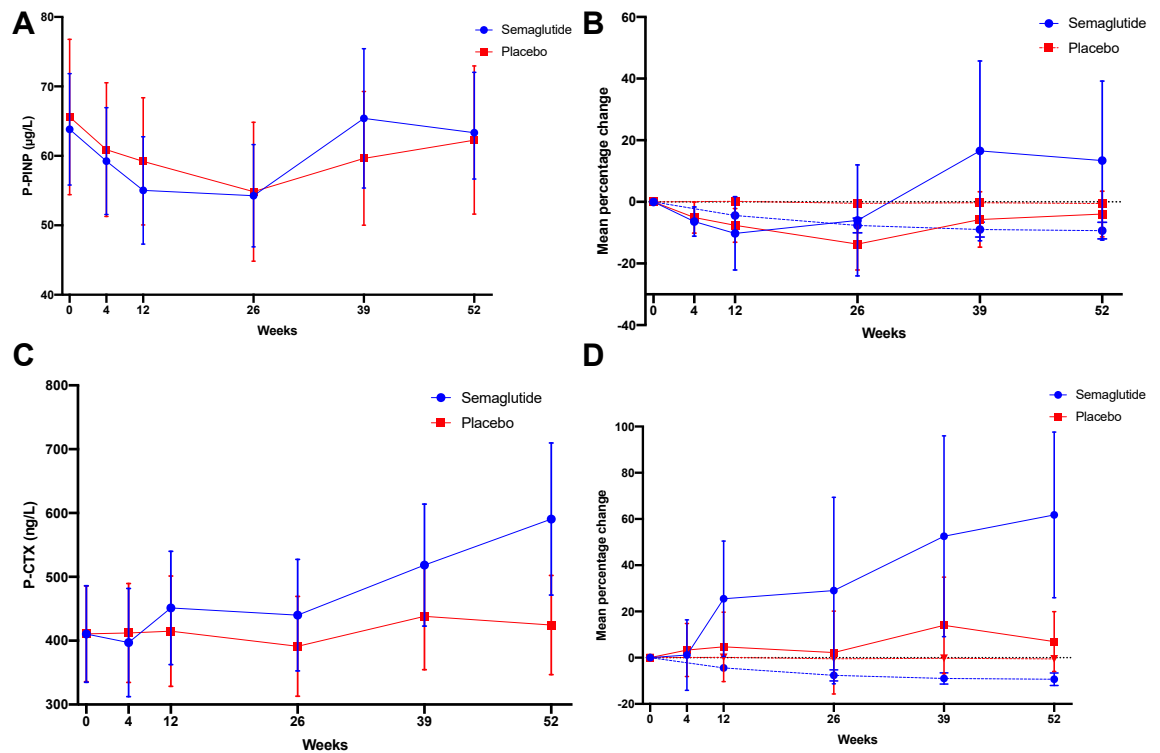 A
80
70
60
50
40
P-PINP (µg/L)
0 4 12 26 39 52
Weeks
Semaglutide
Placebo
B
60
40
20
0
-20
-40
Mean percentage change
0 4 12 26 39 52
Weeks
Semaglutide
Placebo
C
800
700
600
500
400
300
P-CTX (ng/L)
0 4 12 26 39 52
Weeks
Semaglutide
Placebo
D
100
80
60
40
20
0
-20
Mean percentage change
0 4 12 26 39 52
Weeks
Semaglutide
Placebo